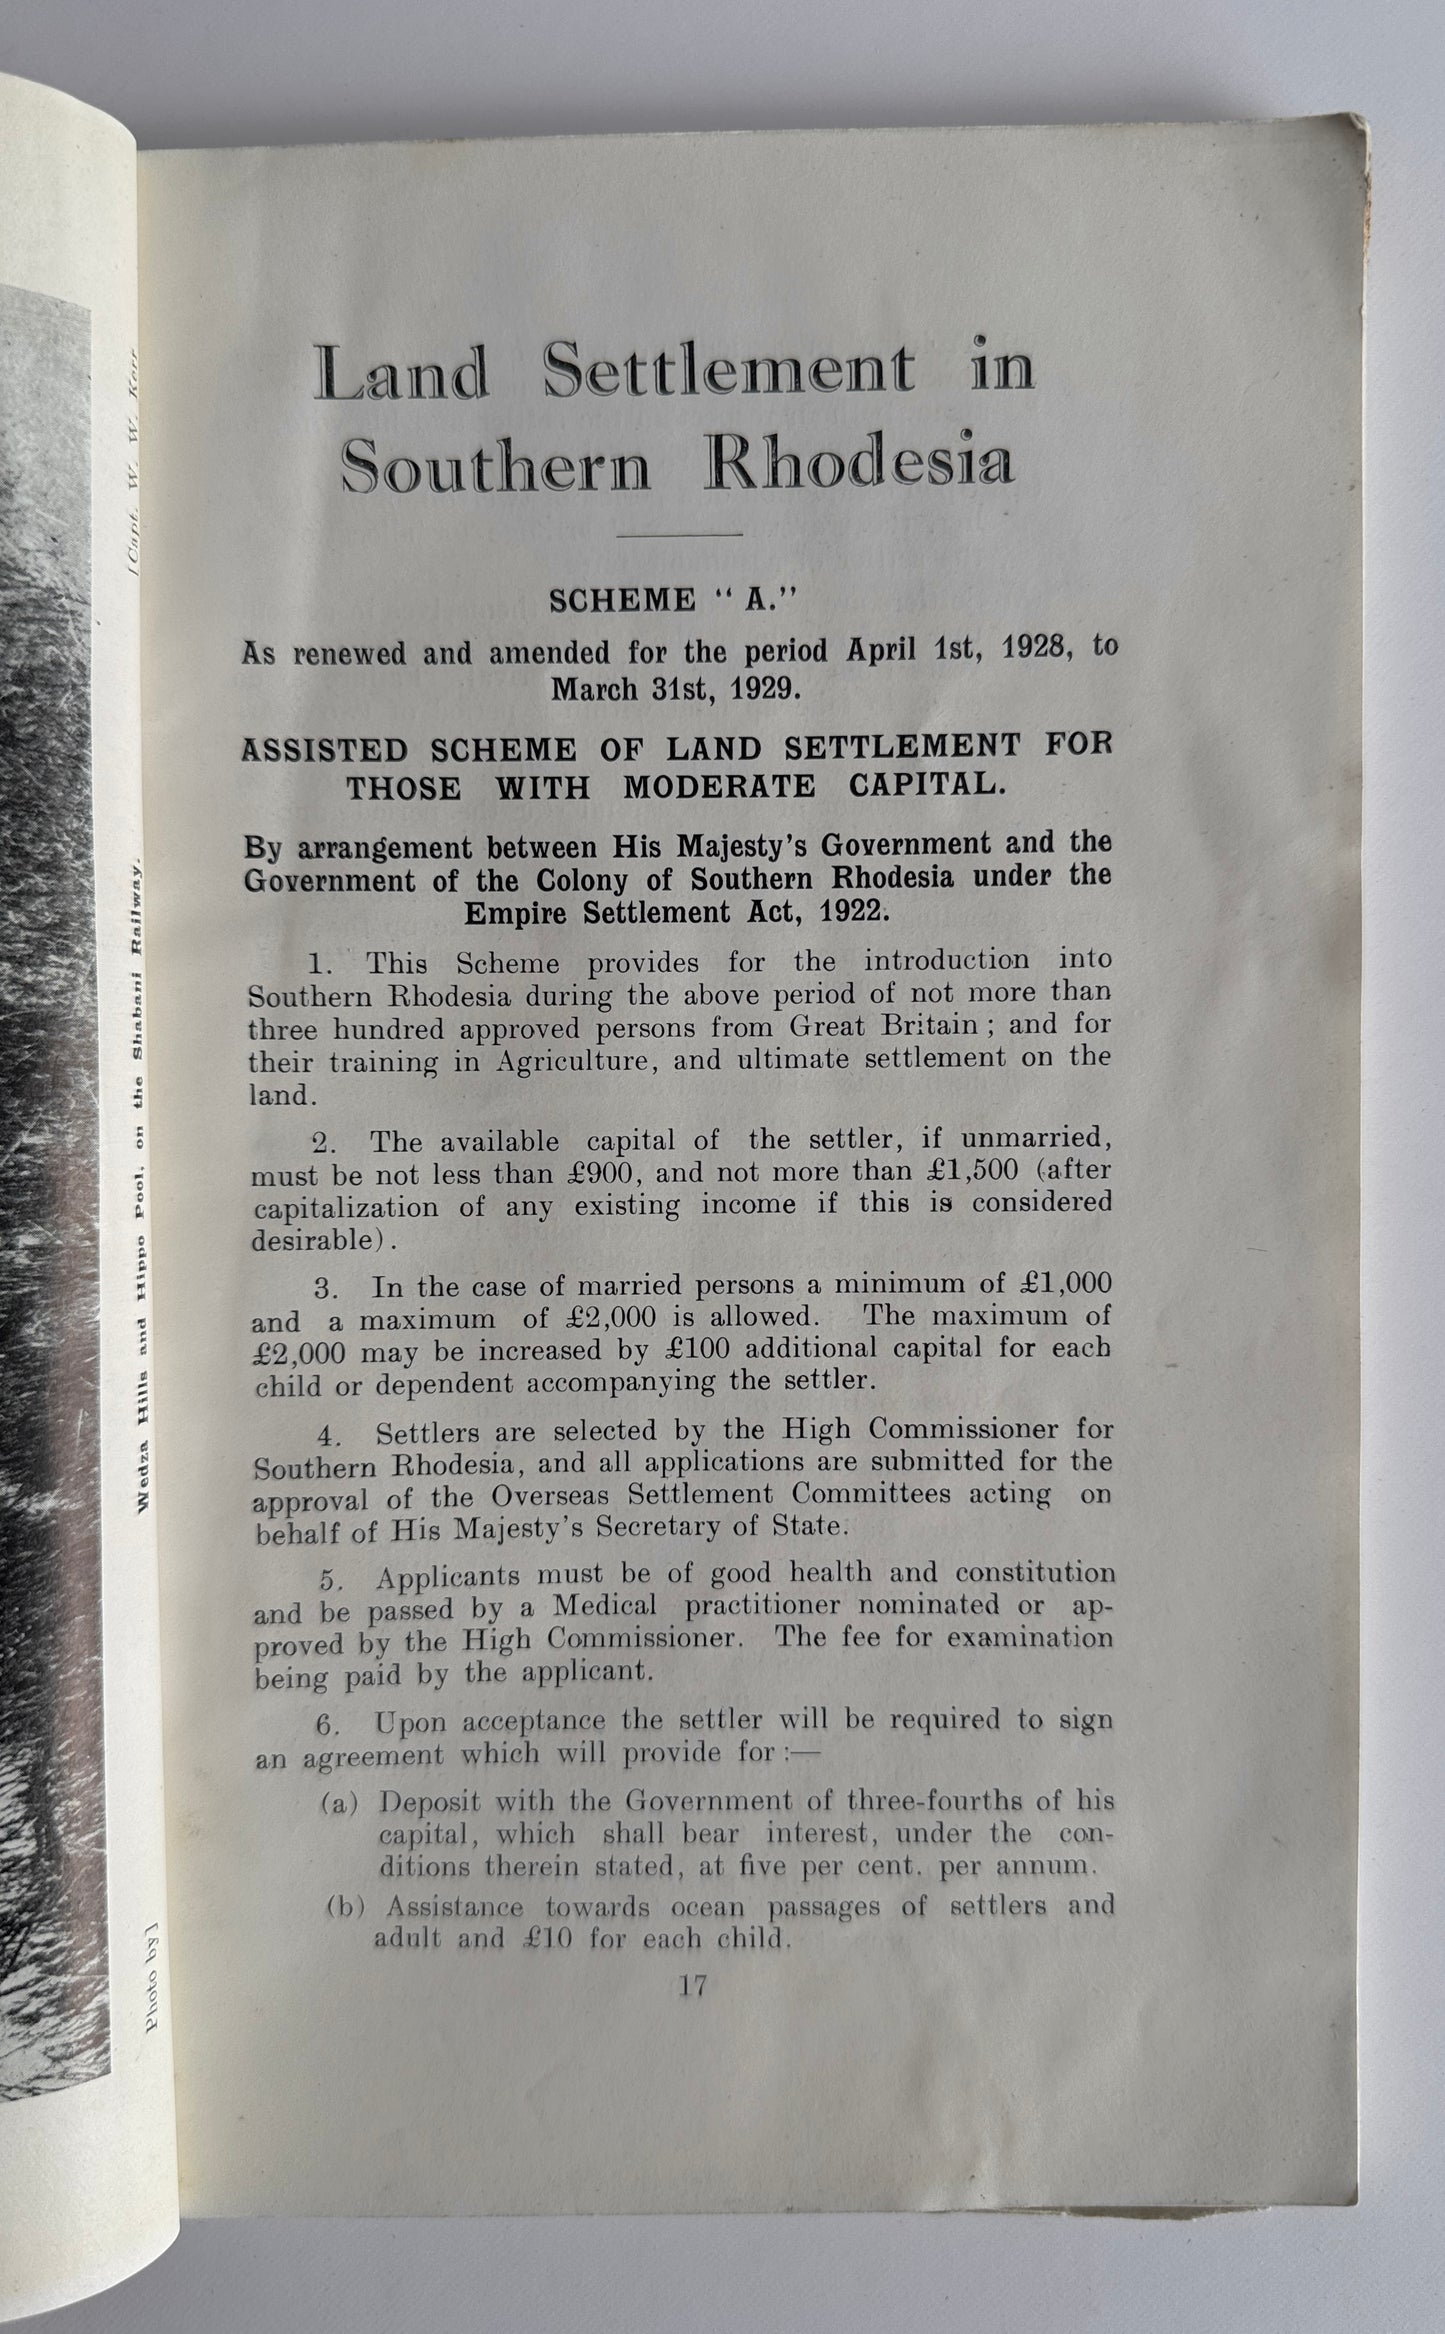 [Capt. W. W. Kerr
Wedza Hills and Hippo Pool, on the Shabani Railway.
Photo by]
Land Settlement in
Southern Rhodesia
SCHEME "A."
As renewed and amended for the period April 1st, 1928, to
March 31st, 1929.
ASSISTED SCHEME OF LAND SETTLEMENT FOR
THOSE WITH MODERATE CAPITAL.
By arrangement between His Majesty's Government and the
Government of the Colony of Southern Rhodesia under the
Empire Settlement Act, 1922.
1. This Scheme provides for the introduction into
Southern Rhodesia during the above period of not more than
three hundred approved persons from Great Britain; and for
their training in Agriculture, and ultimate settlement on the
land.
2. The available capital of the settler, if unmarried,
must be not less than £900, and not more than £1,500 (after
capitalization of any existing income if this is considered
desirable).
3. In the case of married persons a minimum of £1,000
and a maximum of £2,000 is allowed. The maximum of
£2,000 may be increased by £100 additional capital for each
child or dependent accompanying the settler.
4. Settlers are selected by the High Commissioner for
Southern Rhodesia, and all applications are submitted for the
approval of the Overseas Settlement Committees acting on
behalf of His Majesty's Secretary of State.
5. Applicants must be of good health and constitution
and be passed by a Medical practitioner nominated or ap-
proved by the High Commissioner. The fee for examination
being paid by the applicant.
6. Upon acceptance the settler will be required to sign
an agreement which will provide for:—
(a) Deposit with the Government of three-fourths of his
capital, which shall bear interest, under the con-
ditions therein stated, at five per cent. per annum.
(b) Assistance towards ocean passages of settlers and
adult and £10 for each child.
17